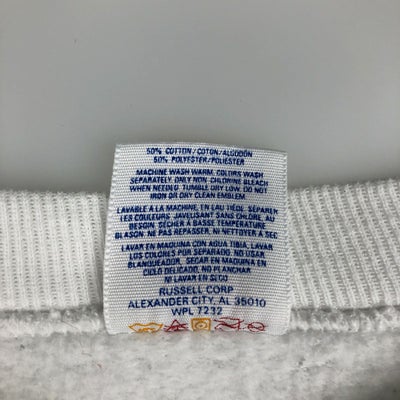 50% COTTON/COTON/ALGODON
50% POLYESTER/POLIESTER
MACHINE WASH WARM. COLORS WASH
SEPARATELY. ONLY NON-CHLORINE BLEACH
WHEN NEEDED. TUMBLE DRY LOW. DO NOT
IRON OR DRY CLEAN EMBLEM.
LAVABLE A LA MACHINE, EN EAU TIÈDE. SÉPARER
LES COULEURS. JAVELISANT SANS CHLORE, AU
BESOIN. SÉCHER À BASSE TEMPÉRATURE
BLASON. NE PAS REPASSER. NI NETTOYER À SEC
LAVAR EN MAQUINA CON AQUA TIBIA. LAVAR
LOS COLORES POR SEPARADO. NO USAR
BLANQUEADOR. SECAR EN MAQUINA EN
CICLO DELICADO. NO PLANCHAR
NI LAVAR EN SECO
RUSSELL CORP
ALEXANDER CITY, AL 35010
WPL 7232